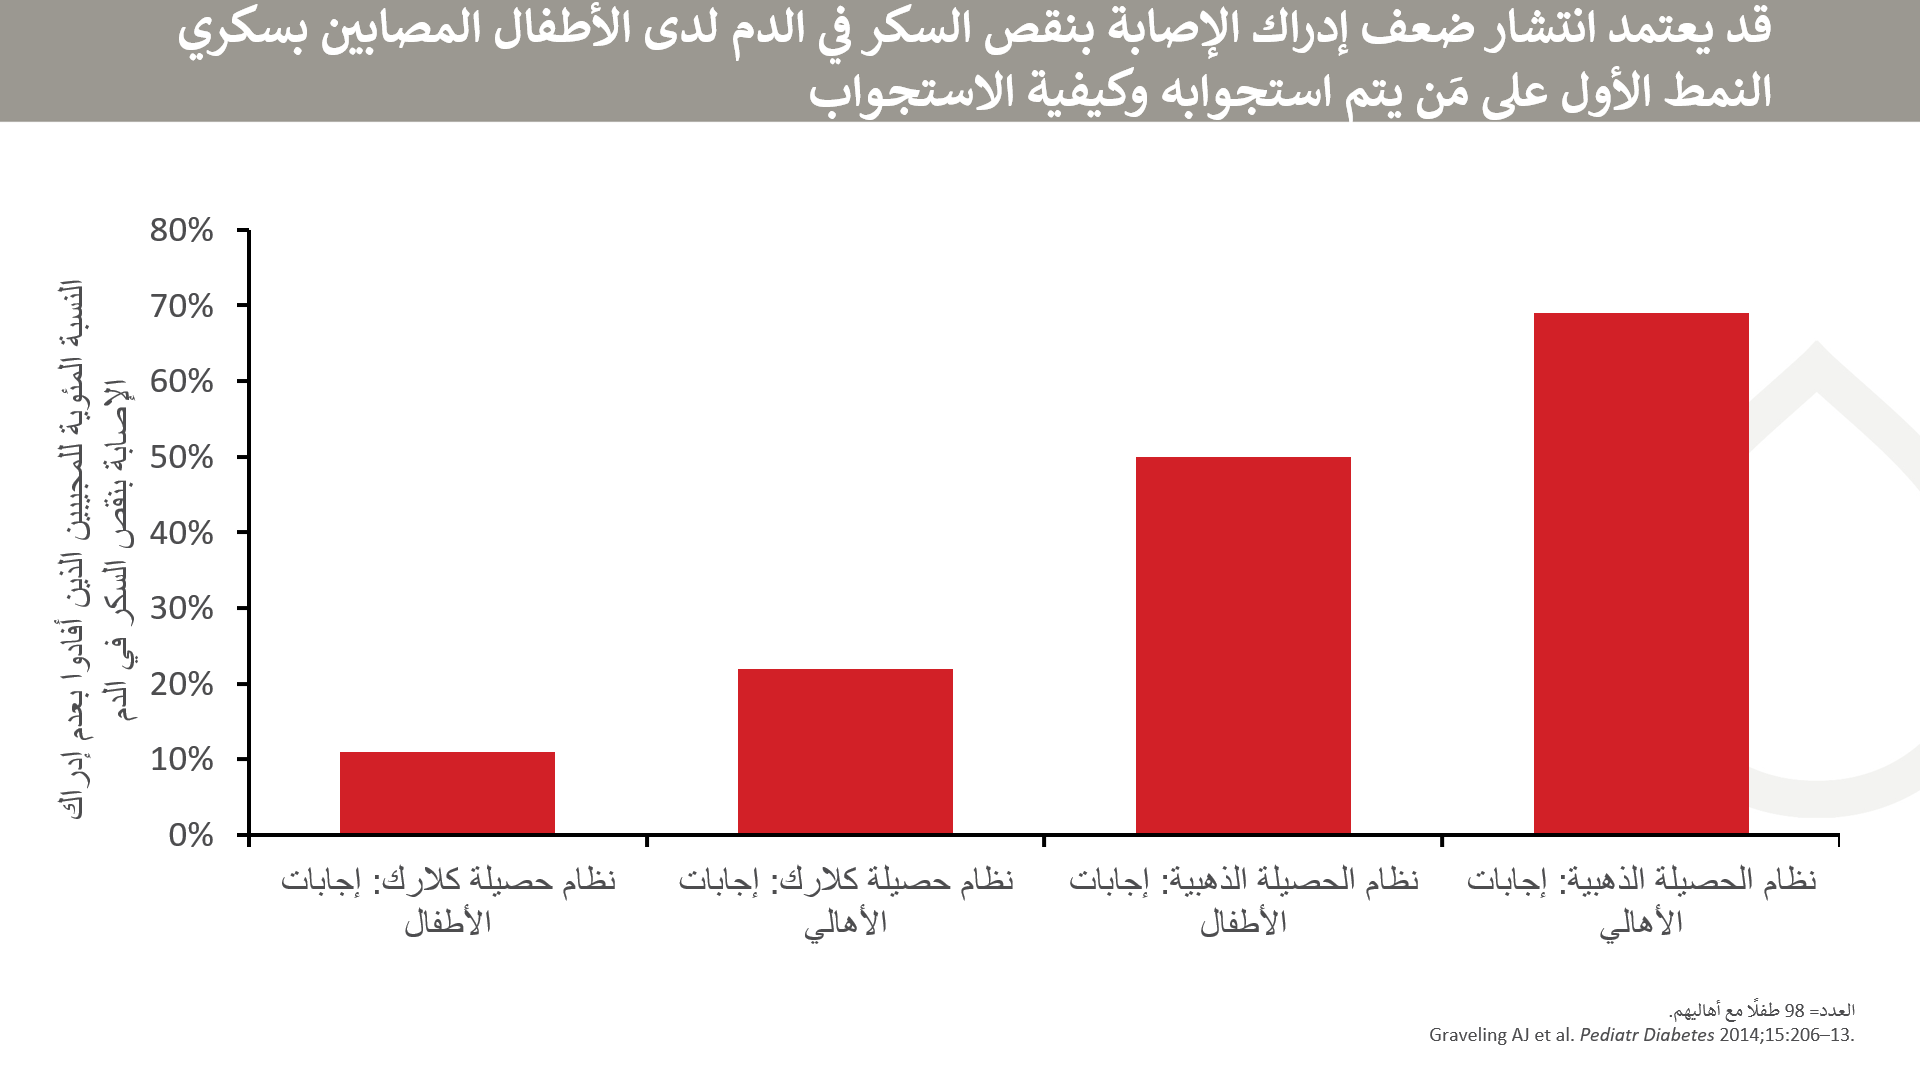 قد يعتمد انتشار ضعف إدراك الإصابة بنقص السكر في الدم لدى الأطفال المصابين بسكري
النمط الأول على مَن يتم استجوابه وكيفية الاستجواب
النسبة المئوية للمجيبين الذين أفادوا بعدم إدراك
الإصابة بنقص السكر في الدم
80%
70%
60%
50%
40%
30%
20%
10%
0%
نظام حصيلة كلارك: إجابات
الأطفال
نظام حصيلة كلارك: إجابات
الأهالي
نظام الحصيلة الذهبية: إجابات
الأطفال
نظام الحصيلة الذهبية: إجابات
الأهالي
العدد= 98 طفلًا مع أهاليهم.
Graveling AJ et al. Pediatr Diabetes 2014;15:206–13.